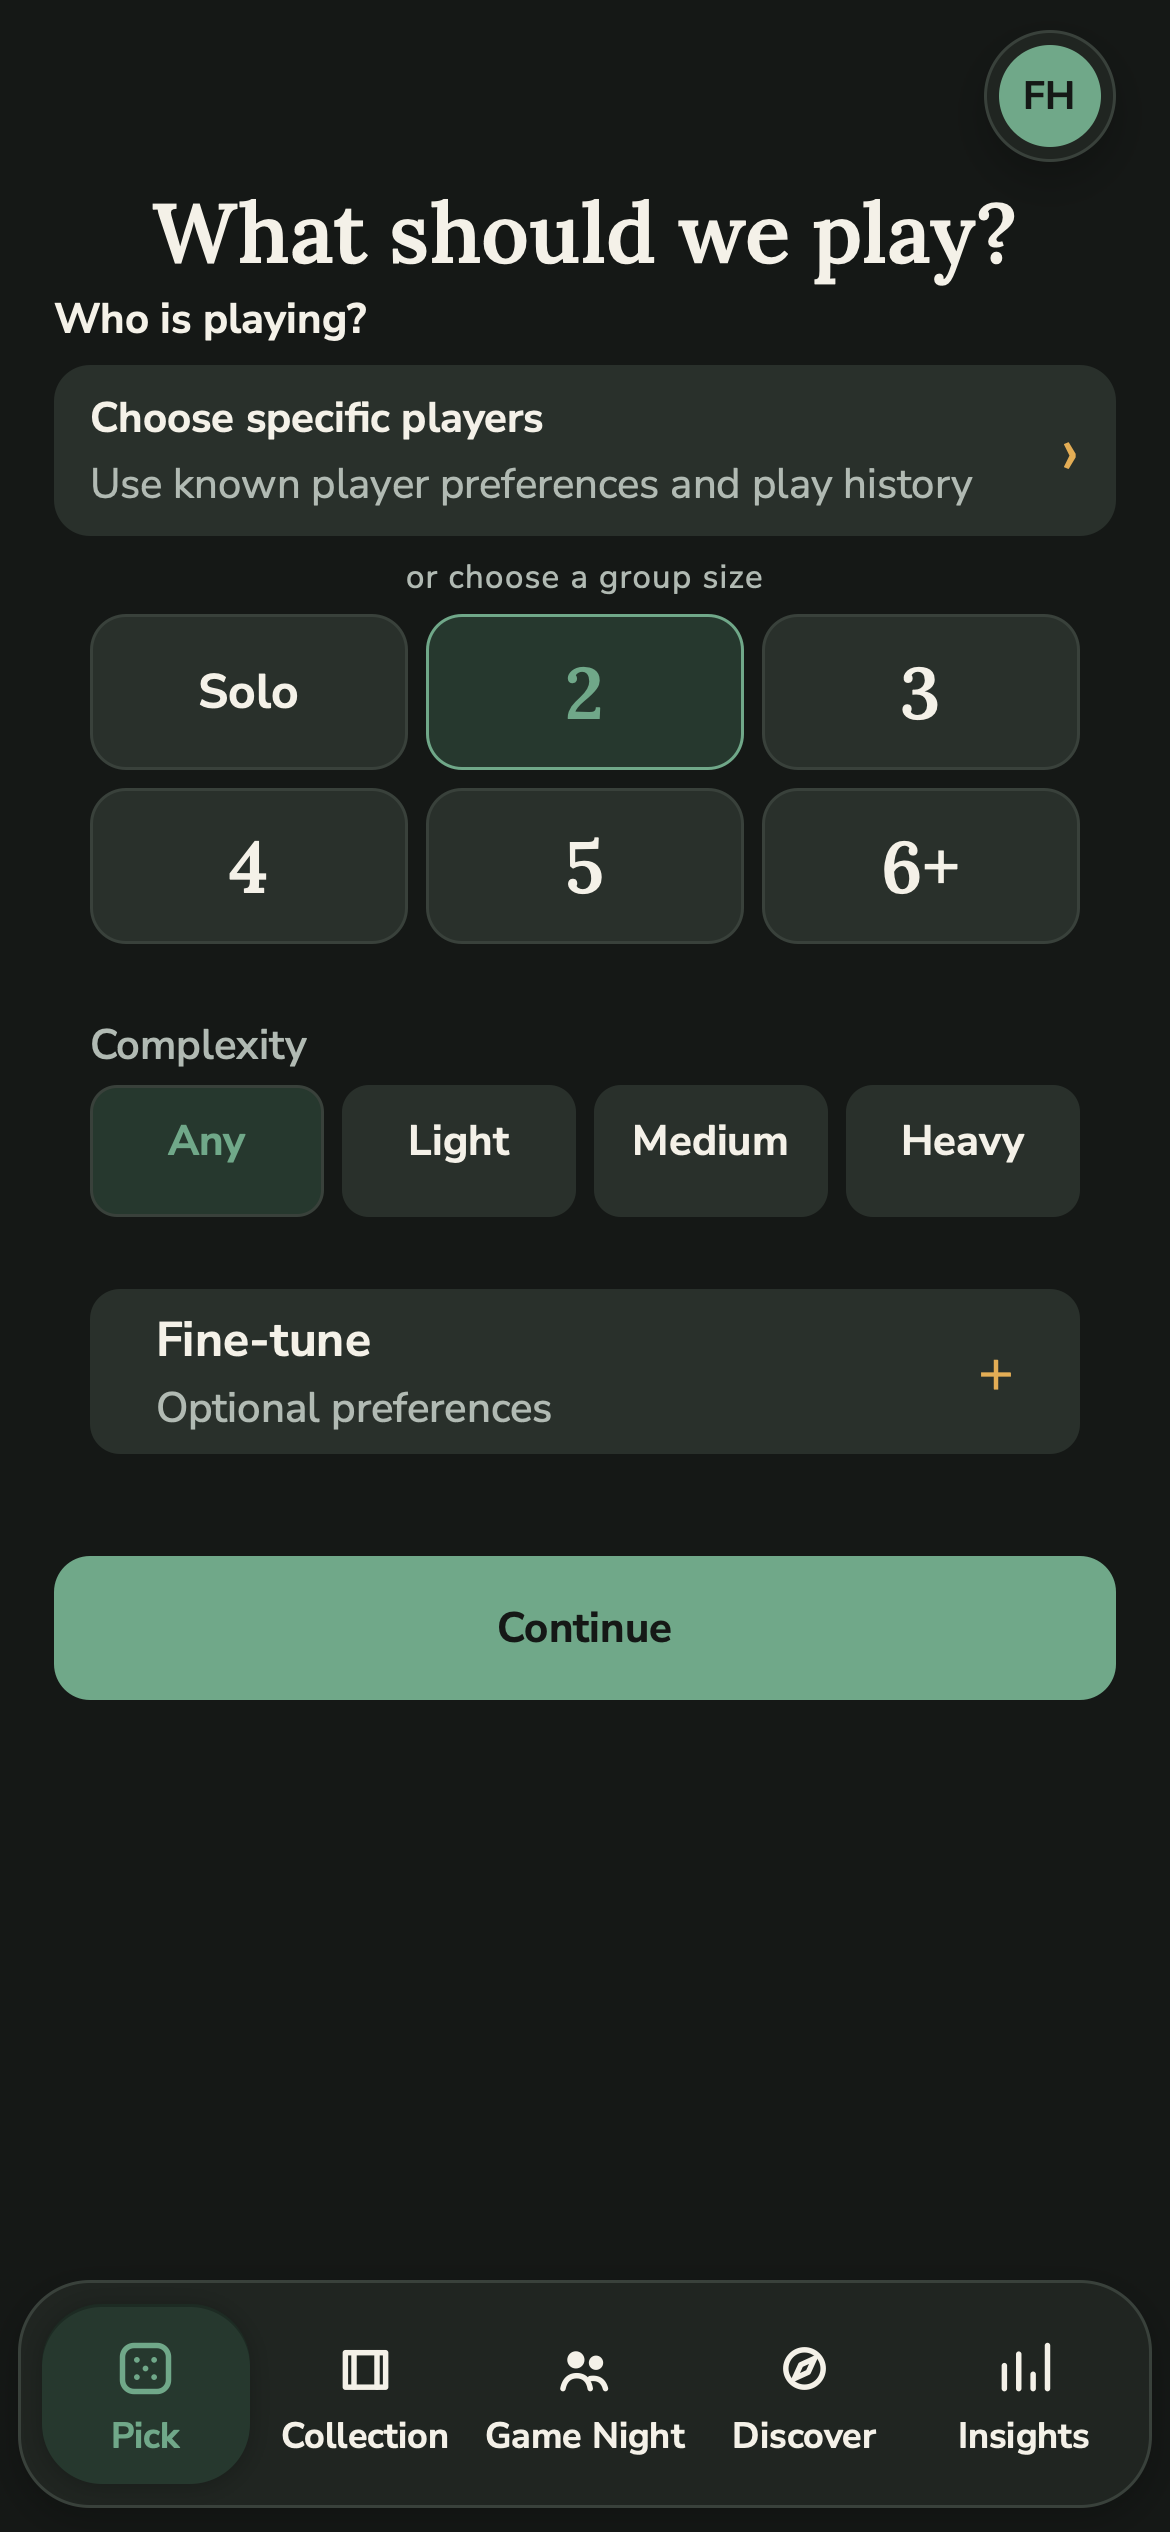 FH
What should we play?
Who is playing?
Choose specific players
Use known player preferences and play history
›
or choose a group size
Solo
2
3
4
5
6+
Complexity
Any
Light
Medium
Heavy
Fine-tune
Optional preferences
+
Continue
Pick
Collection
Game Night
Discover
Insights